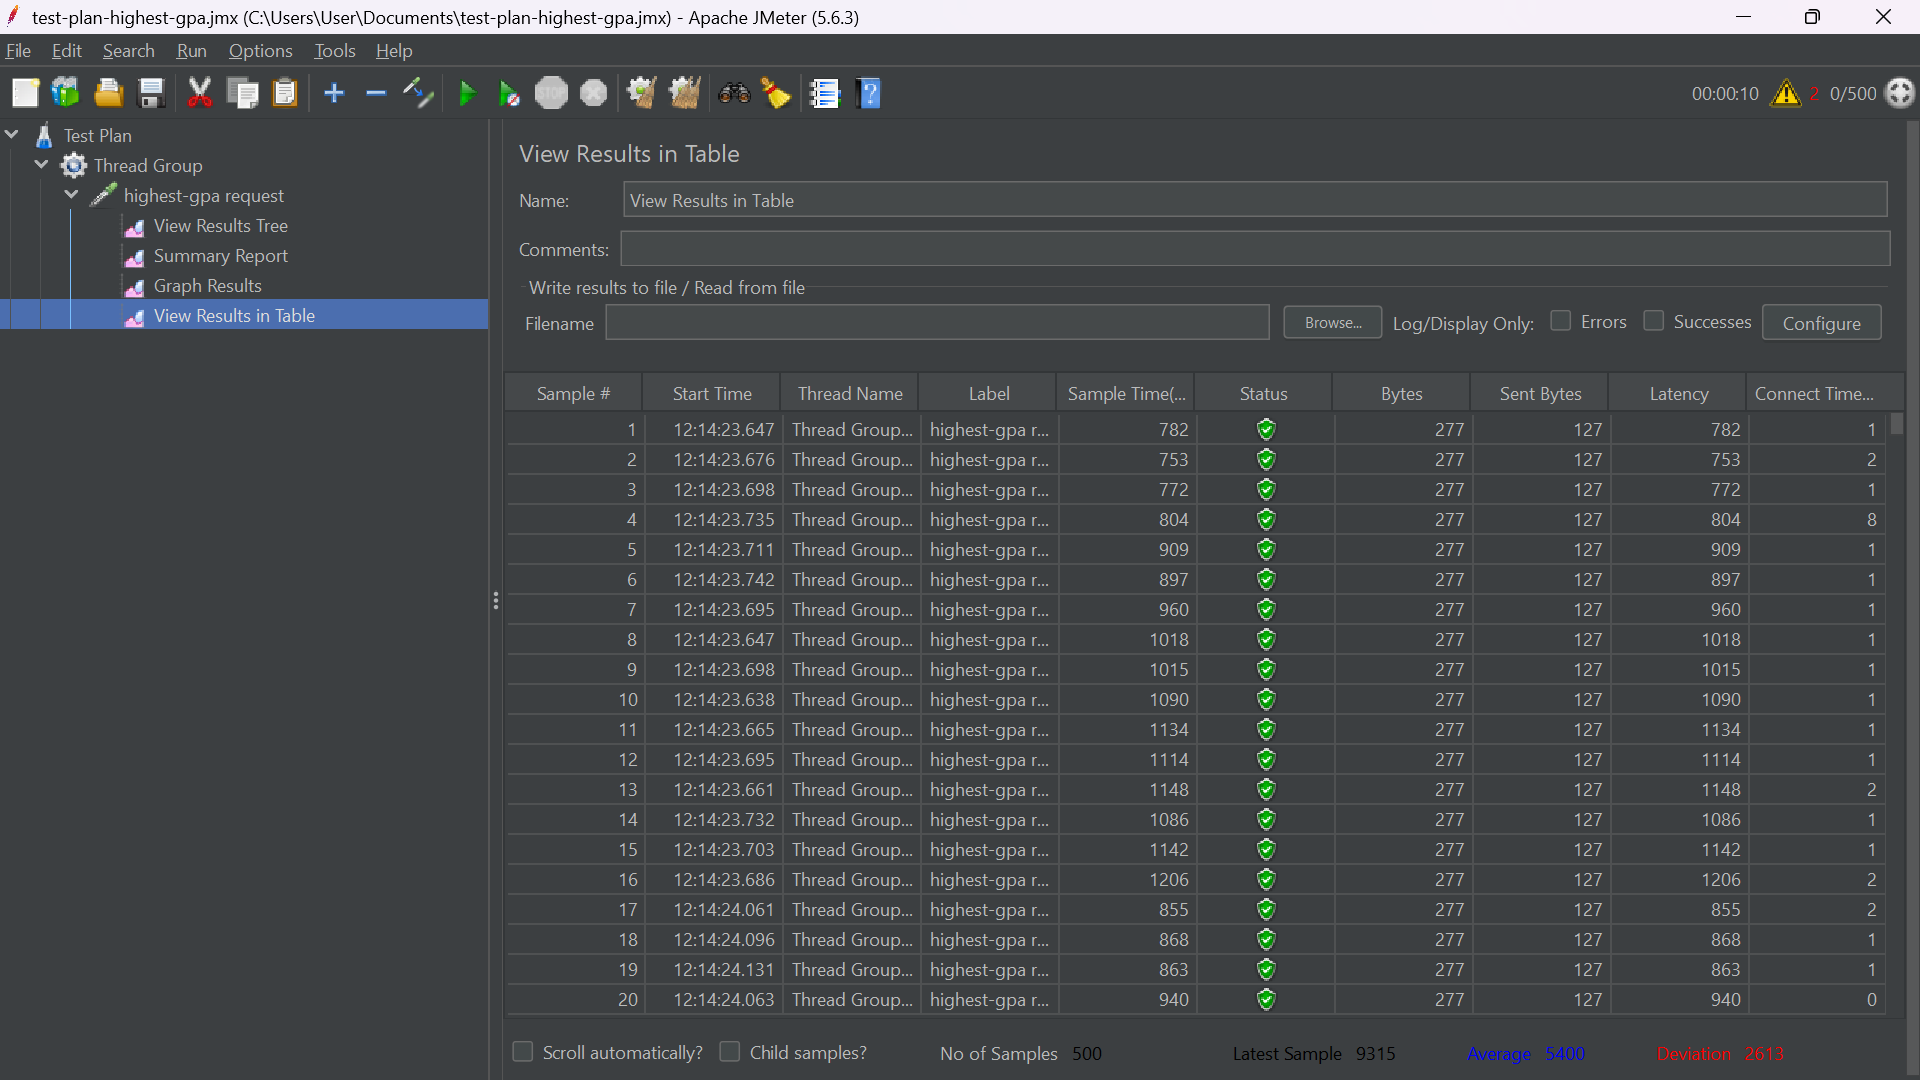 test-plan-highest-gpa.jmx (C:\Users\User\Documents\test-plan-highest-gpa.jmx) - Apache JMeter (5.6.3)
File Edit Search Run Options Tools Help
STOP 00:00:10 2 0/500
Test Plan
Thread Group
highest-gpa request
View Results Tree
Summary Report
Graph Results
View Results in Table
View Results in Table
Name: View Results in Table
Comments:
Write results to file / Read from file
Filename Browse... Log/Display Only: Errors Successes Configure
Sample # Start Time Thread Name Label Sample Time(... Status Bytes Sent Bytes Latency Connect Time...
1 12:14:23.647 Thread Group... highest-gpa r... 782 277 127 782 1
2 12:14:23.676 Thread Group... highest-gpa r... 753 277 127 753 2
3 12:14:23.698 Thread Group... highest-gpa r... 772 277 127 772 1
4 12:14:23.735 Thread Group... highest-gpa r... 804 277 127 804 8
5 12:14:23.711 Thread Group... highest-gpa r... 909 277 127 909 1
6 12:14:23.742 Thread Group... highest-gpa r... 897 277 127 897 1
7 12:14:23.695 Thread Group... highest-gpa r... 960 277 127 960 1
8 12:14:23.647 Thread Group... highest-gpa r... 1018 277 127 1018 1
9 12:14:23.698 Thread Group... highest-gpa r... 1015 277 127 1015 1
10 12:14:23.638 Thread Group... highest-gpa r... 1090 277 127 1090 1
11 12:14:23.665 Thread Group... highest-gpa r... 1134 277 127 1134 1
12 12:14:23.695 Thread Group... highest-gpa r... 1114 277 127 1114 1
13 12:14:23.661 Thread Group... highest-gpa r... 1148 277 127 1148 2
14 12:14:23.732 Thread Group... highest-gpa r... 1086 277 127 1086 1
15 12:14:23.703 Thread Group... highest-gpa r... 1142 277 127 1142 1
16 12:14:23.686 Thread Group... highest-gpa r... 1206 277 127 1206 2
17 12:14:24.061 Thread Group... highest-gpa r... 855 277 127 855 2
18 12:14:24.096 Thread Group... highest-gpa r... 868 277 127 868 1
19 12:14:24.131 Thread Group... highest-gpa r... 863 277 127 863 1
20 12:14:24.063 Thread Group... highest-gpa r... 940 277 127 940 0
Scroll automatically? Child samples? No of Samples 500 Latest Sample 9315 Average 5400 Deviation 2613